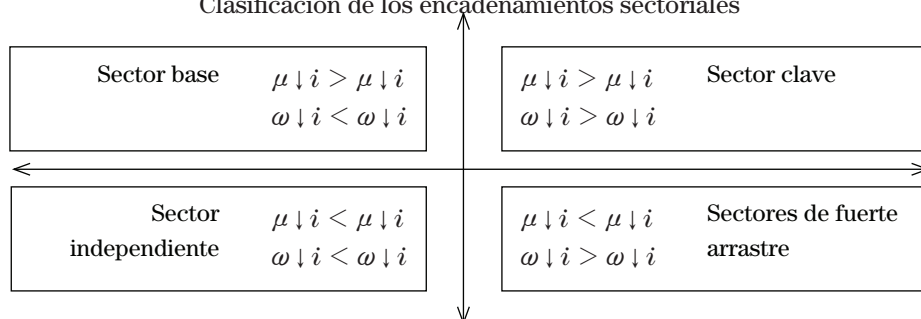 Clasificación de los encadenamientos sectoriales
Sector base μ ↓ i > μ ↓ i
ω ↓ i < ω ↓ i
μ ↓ i > μ ↓ i Sector clave
ω ↓ i > ω ↓ i
Sector μ ↓ i < μ ↓ i
independiente ω ↓ i < ω ↓ i
μ ↓ i < μ ↓ i Sectores de fuerte
ω ↓ i > ω ↓ i arrastre